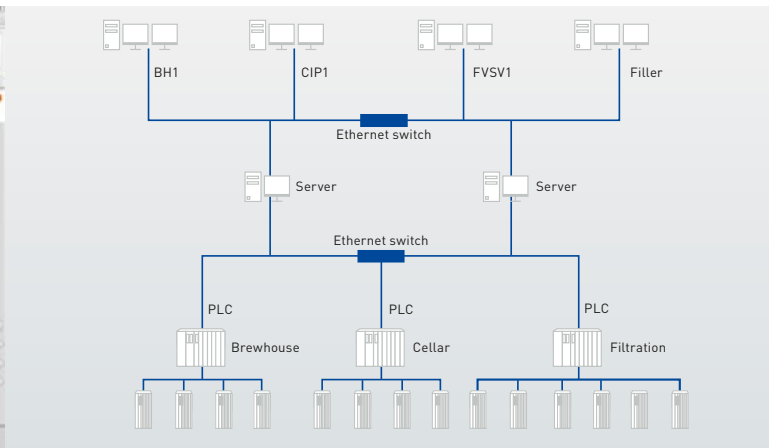 BH1
CIP1
FVSV1
Filler
Ethernet switch
Server
Server
Ethernet switch
PLC
PLC
PLC
Brewhouse
Cellar
Filtration